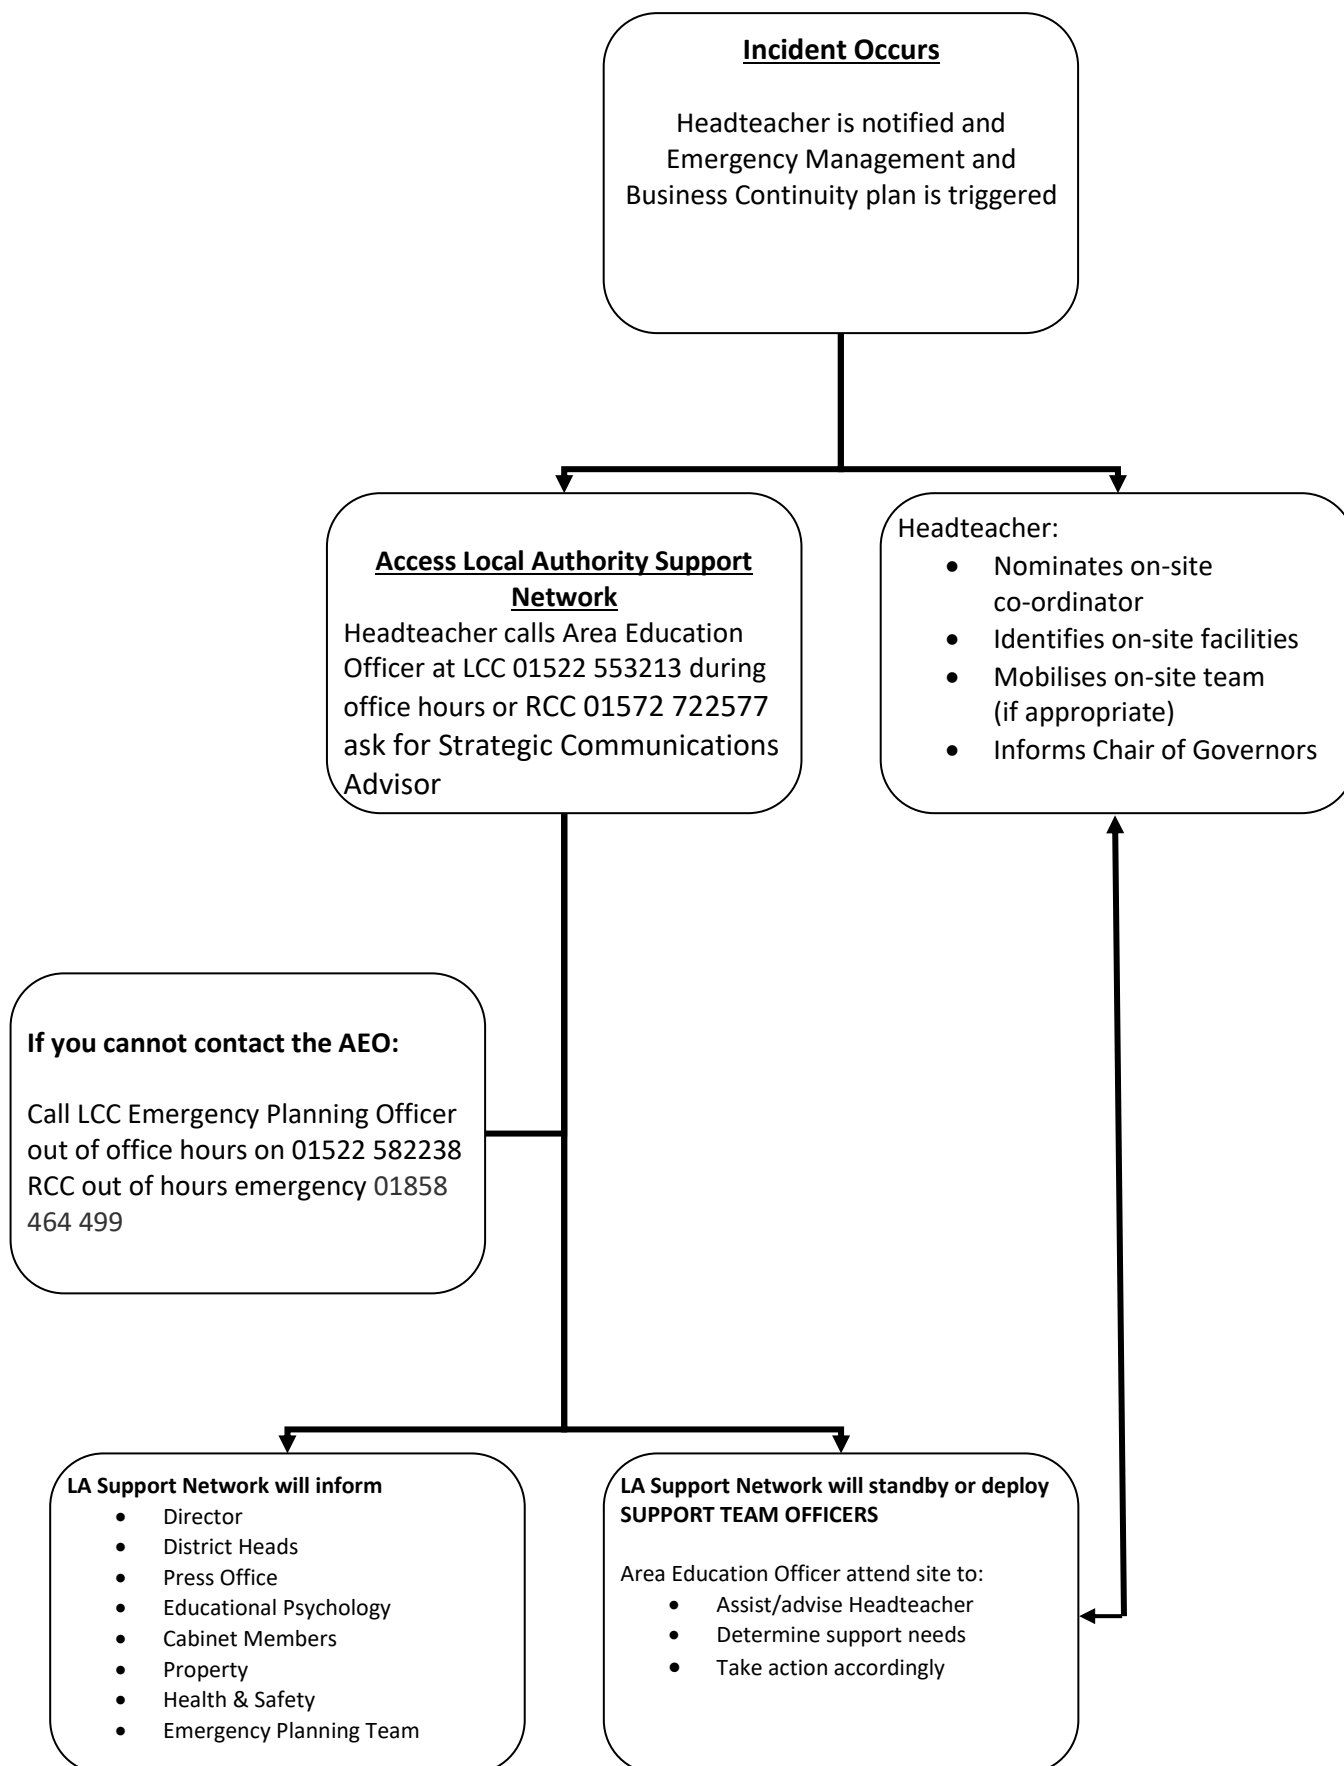 Incident Occurs
Headteacher is notified and
Emergency Management and
Business Continuity plan is triggered
Access Local Authority Support
Network
Headteacher calls Area Education
Officer at LCC 01522 553213 during
office hours or RCC 01572 722577
ask for Strategic Communications
Advisor
Headteacher:
• Nominates on-site
co-ordinator
• Identifies on-site facilities
• Mobilises on-site team
(if appropriate)
• Informs Chair of Governors
If you cannot contact the AEO:
Call LCC Emergency Planning Officer
out of office hours on 01522 582238
RCC out of hours emergency 01858
464 499
LA Support Network will inform
• Director
• District Heads
• Press Office
• Educational Psychology
• Cabinet Members
• Property
• Health & Safety
• Emergency Planning Team
LA Support Network will standby or deploy
SUPPORT TEAM OFFICERS
Area Education Officer attend site to:
• Assist/advise Headteacher
• Determine support needs
• Take action accordingly